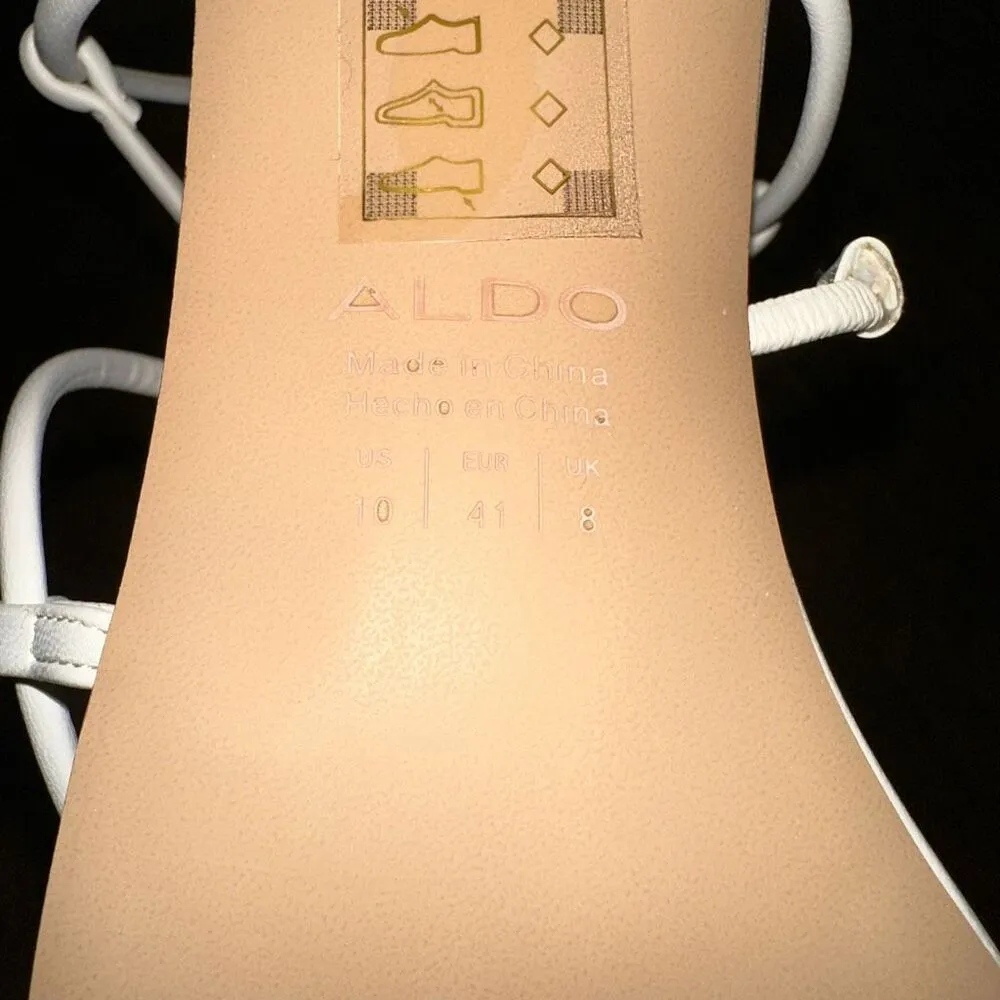 ALDO
Made in China
Hecho en China
US | EUR | UK
10 | 41 | 8